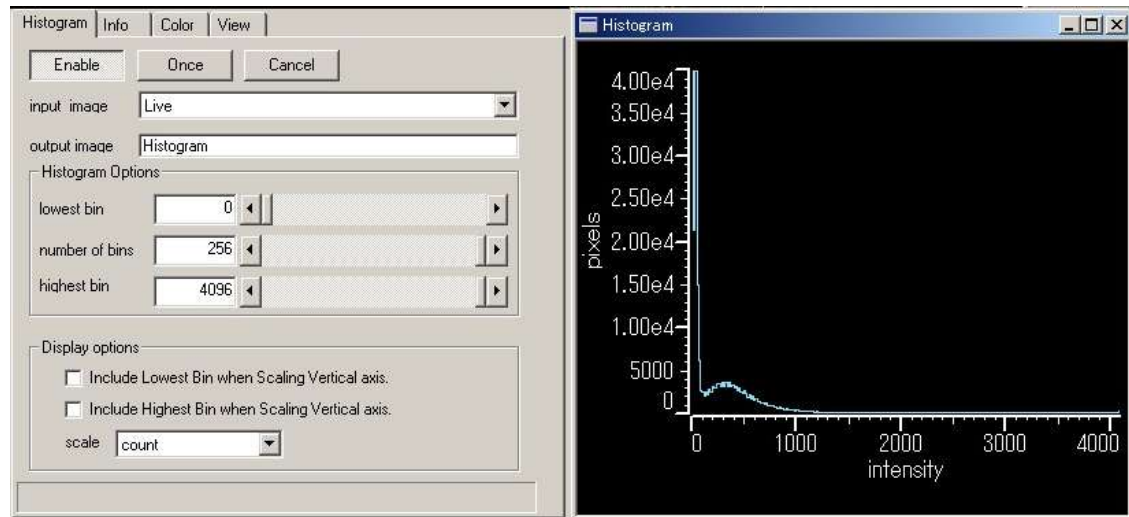 Histogram Info Color View
Enable Once Cancel
input image Live
output image Histogram
Histogram Options
lowest bin 0
number of bins 256
highest bin 4096
Display options
Include Lowest Bin when Scaling Vertical axis.
Include Highest Bin when Scaling Vertical axis.
scale count
Histogram
4.00e4
3.50e4
3.00e4
2.50e4
2.00e4
1.50e4
1.00e4
5000
0
pixels
0 1000 2000 3000 4000
intensity